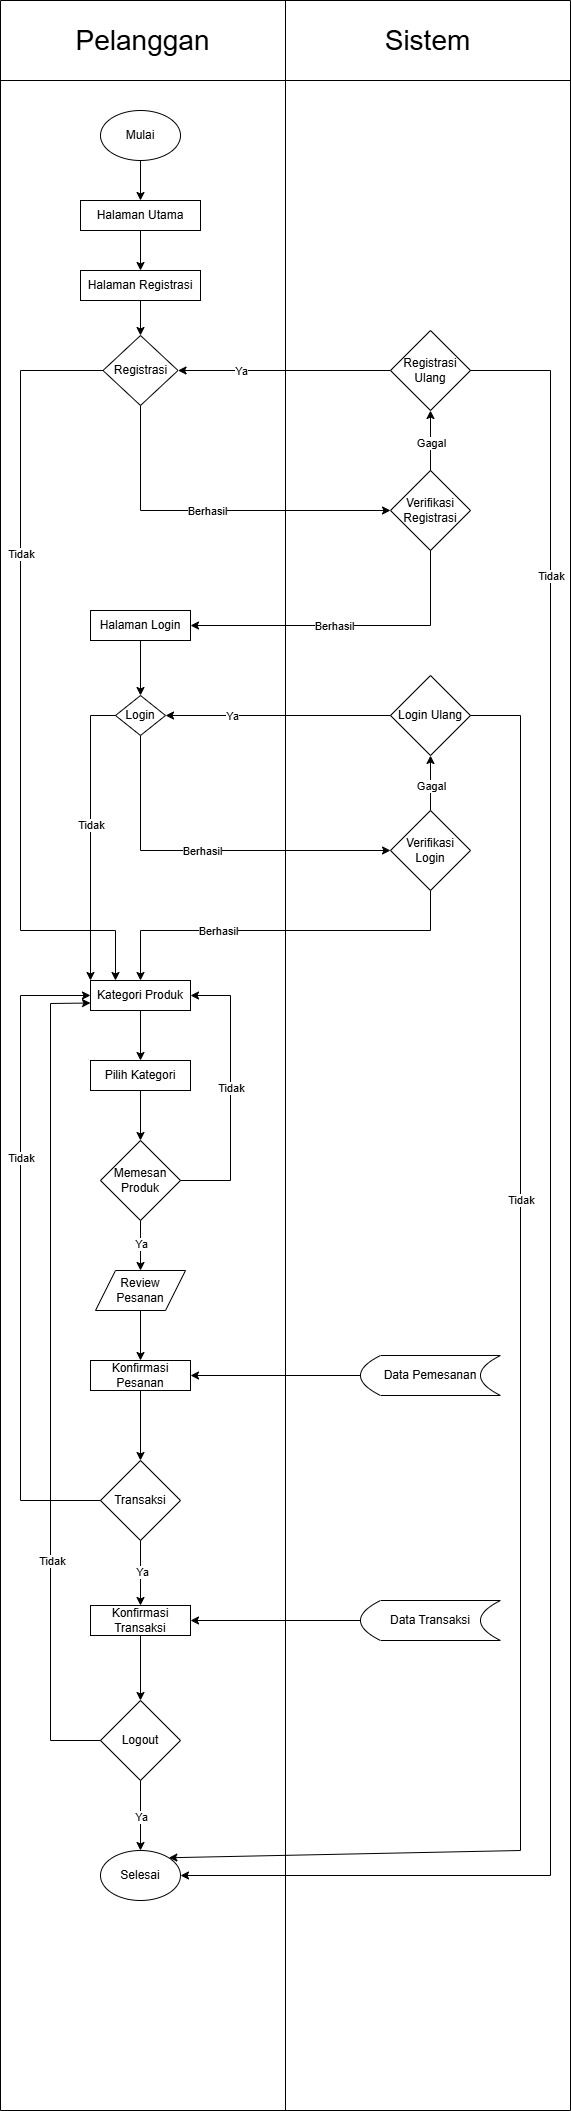 Pelanggan
Sistem
Mulai
Halaman Utama
Halaman Registrasi
Registrasi
Ya
Registrasi
Ulang
Gagal
Verifikasi
Registrasi
Berhasil
Tidak
Tidak
Halaman Login
Berhasil
Login
Ya
Login Ulang
Gagal
Tidak
Verifikasi
Login
Berhasil
Berhasil
Kategori Produk
Pilih Kategori
Tidak
Tidak
Memesan
Produk
Tidak
Ya
Review
Pesanan
Konfirmasi
Pesanan
Data Pemesanan
Transaksi
Tidak
Ya
Konfirmasi
Transaksi
Data Transaksi
Logout
Ya
Selesai